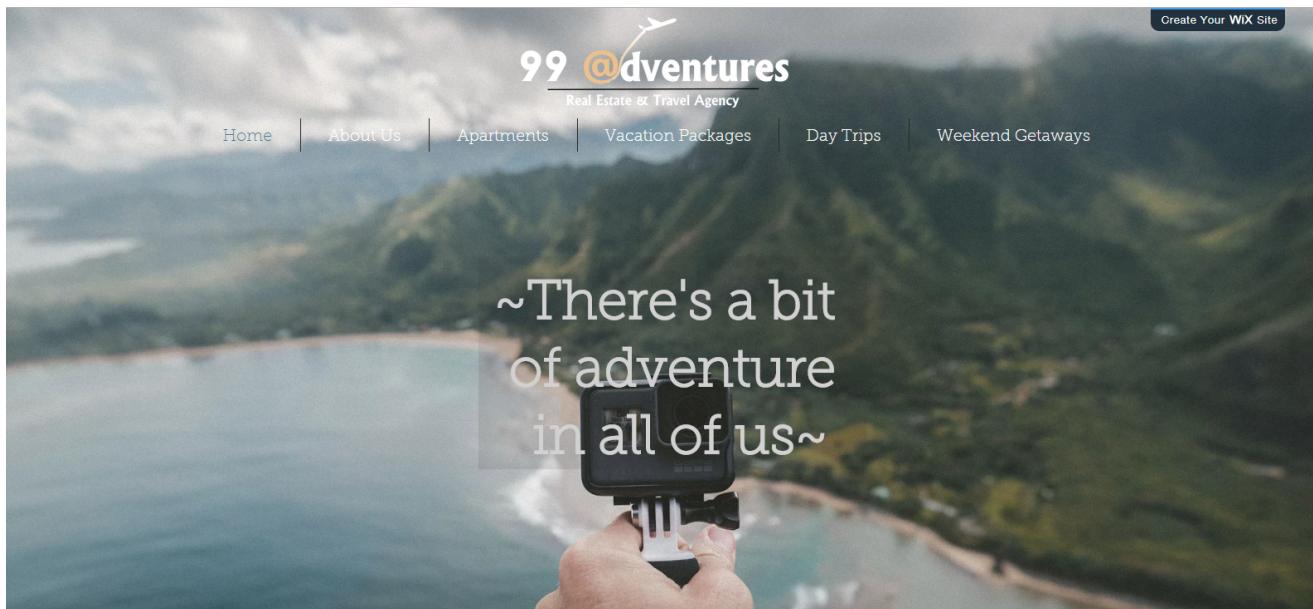 Create Your WiX Site
99 @dventures
Real Estate & Travel Agency
Home About Us Apartments Vacation Packages Day Trips Weekend Getaways
~There's a bit
of adventure
in all of us~